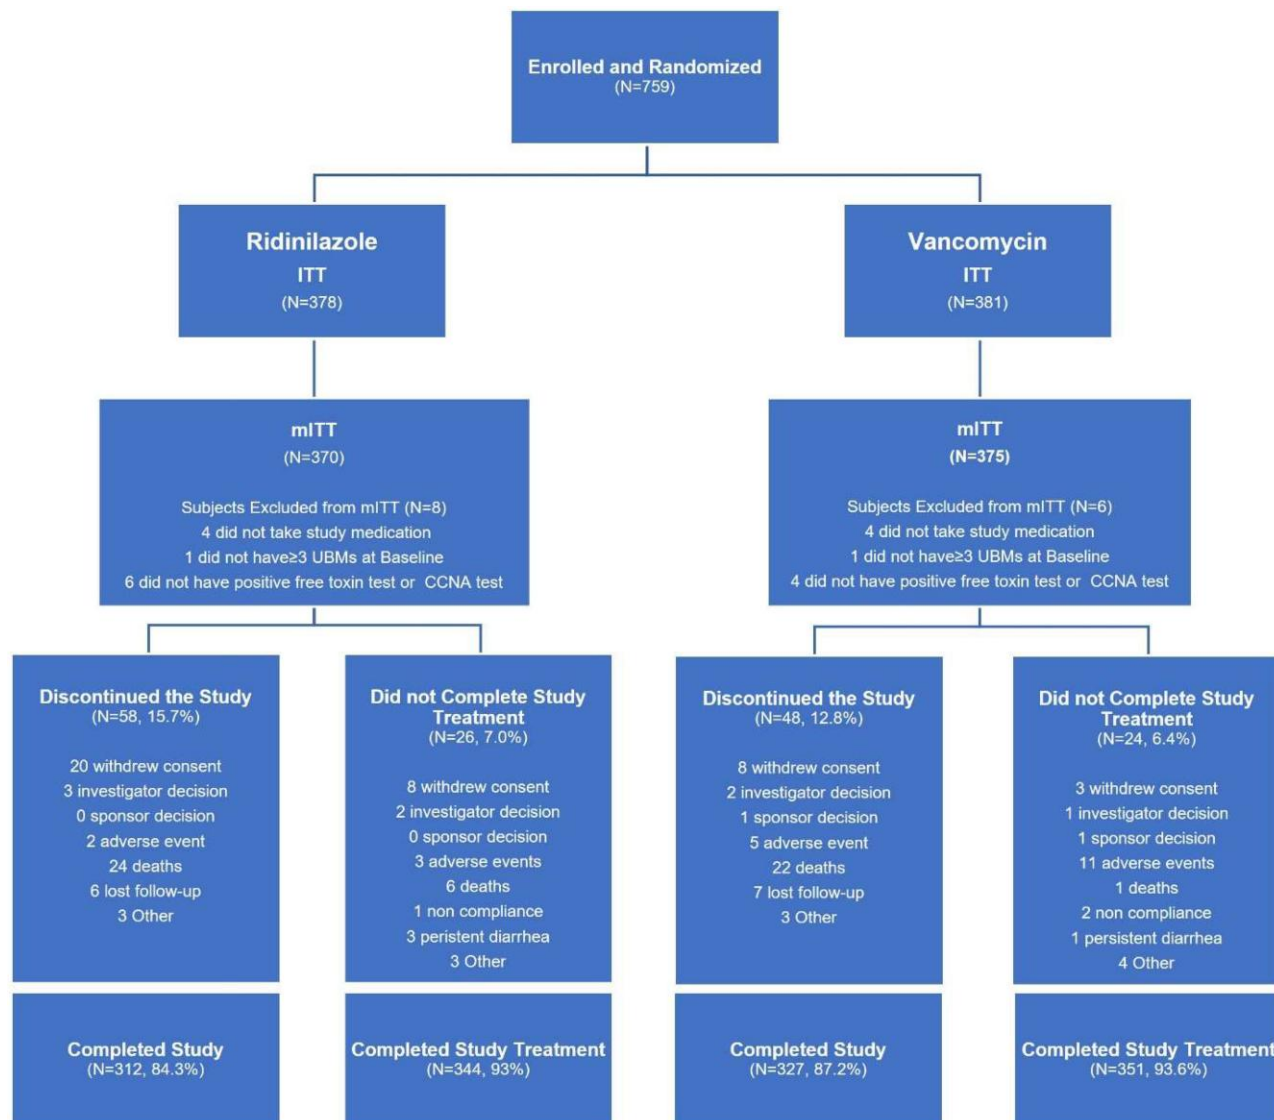 Enrolled and Randomized
(N=759)
Ridinilazole
ITT
(N=378)
Vancomycin
ITT
(N=381)
mITT
(N=370)
Subjects Excluded from mITT (N=8)
4 did not take study medication
1 did not have≥3 UBMs at Baseline
6 did not have positive free toxin test or CCNA test
mITT
(N=375)
Subjects Excluded from mITT (N=6)
4 did not take study medication
1 did not have≥3 UBMs at Baseline
4 did not have positive free toxin test or CCNA test
Discontinued the Study
(N=58, 15.7%)
20 withdrew consent
3 investigator decision
0 sponsor decision
2 adverse event
24 deaths
6 lost follow-up
3 Other
Did not Complete Study
Treatment
(N=26, 7.0%)
8 withdrew consent
2 investigator decision
0 sponsor decision
3 adverse events
6 deaths
1 non compliance
3 peristent diarrhea
3 Other
Discontinued the Study
(N=48, 12.8%)
8 withdrew consent
2 investigator decision
1 sponsor decision
5 adverse event
22 deaths
7 lost follow-up
3 Other
Did not Complete Study
Treatment
(N=24, 6.4%)
3 withdrew consent
1 investigator decision
1 sponsor decision
11 adverse events
1 deaths
2 non compliance
1 persistent diarrhea
4 Other
Completed Study
(N=312, 84.3%)
Completed Study Treatment
(N=344, 93%)
Completed Study
(N=327, 87.2%)
Completed Study Treatment
(N=351, 93.6%)